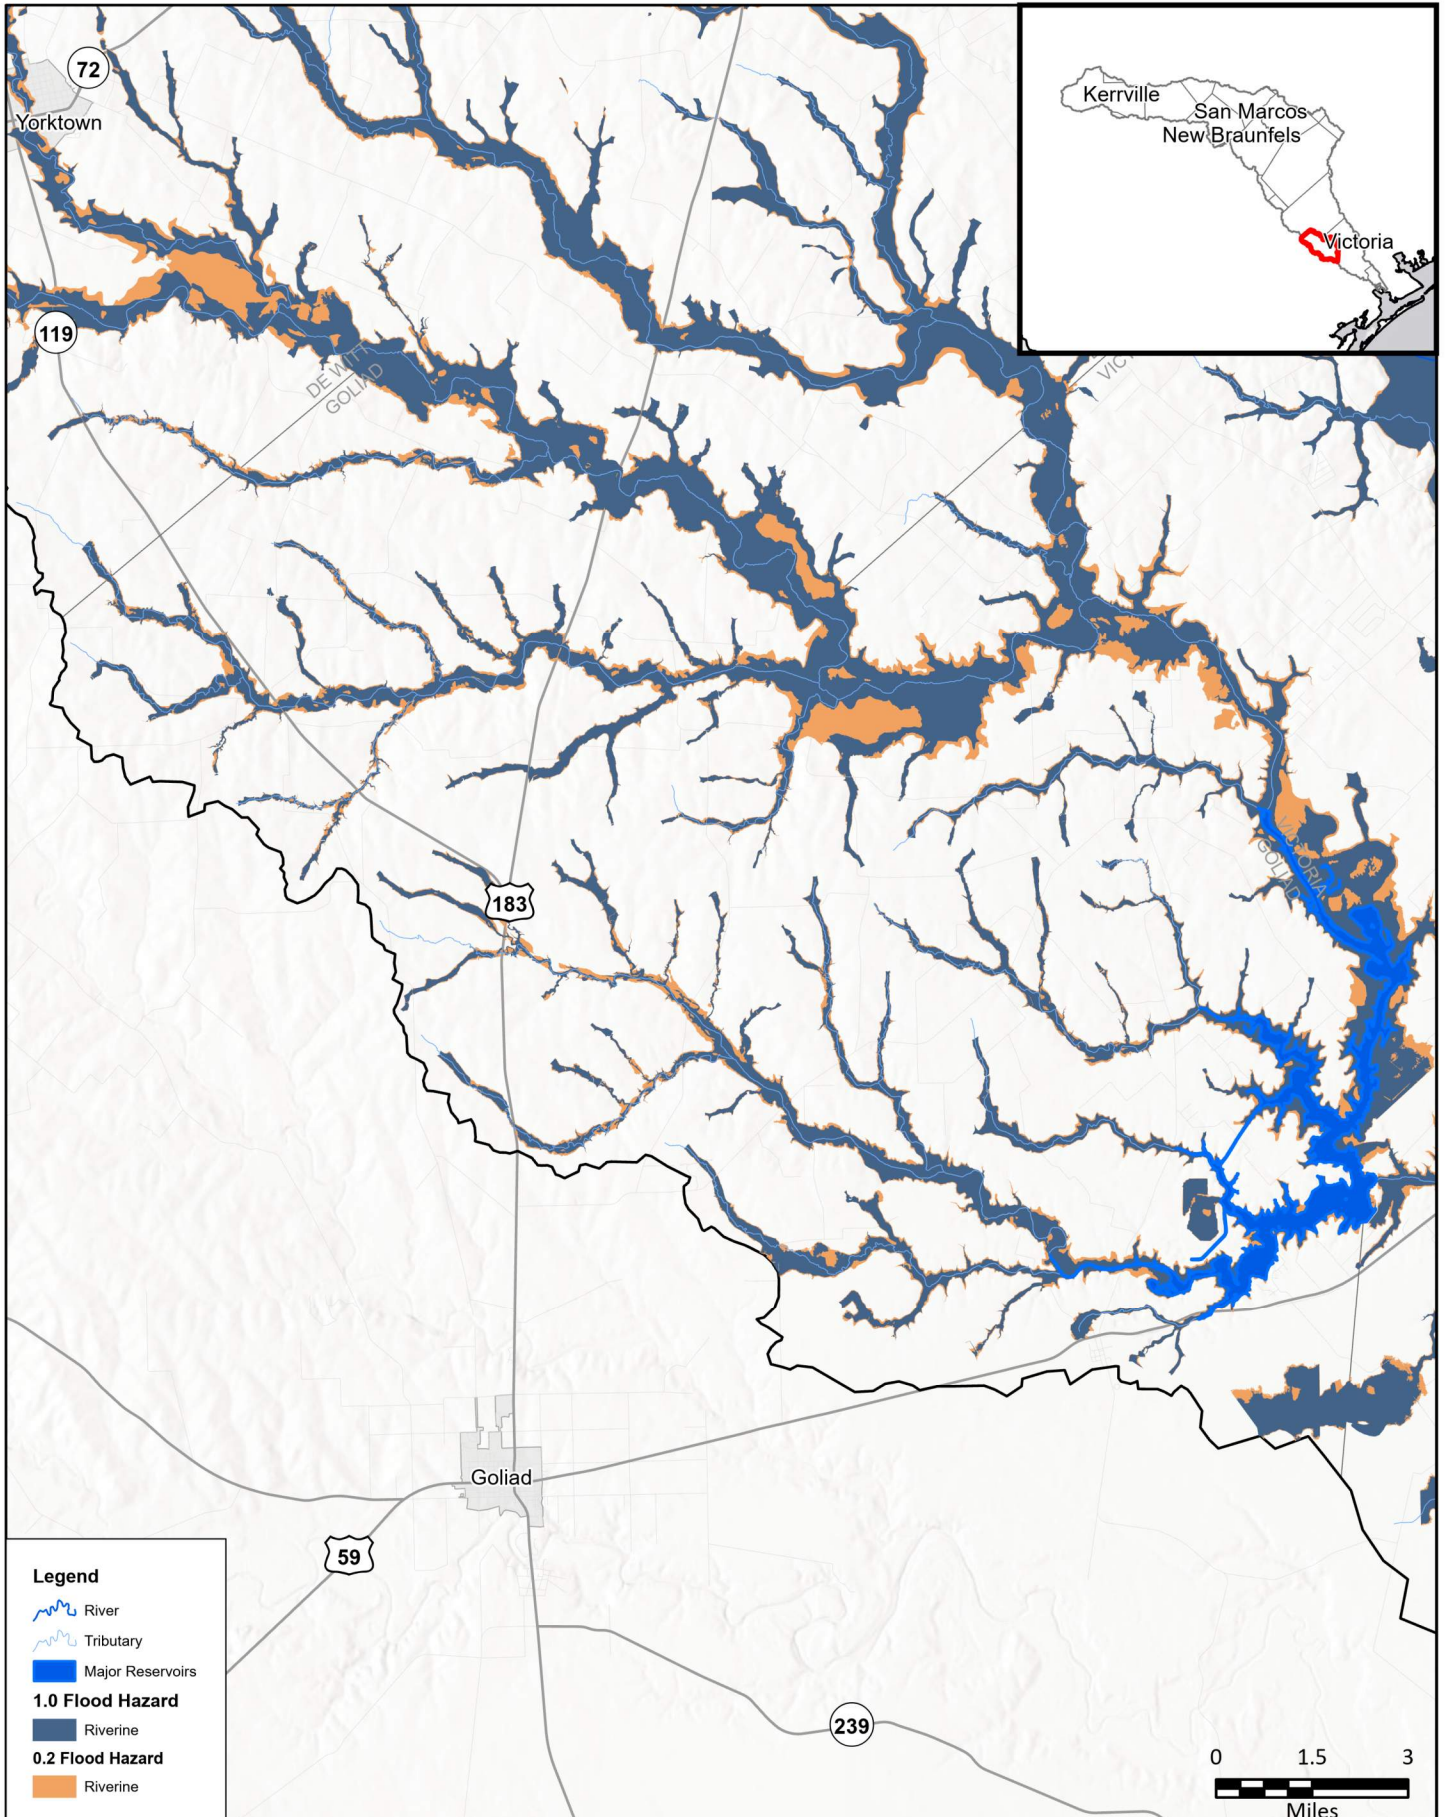 72
Yorktown
Kerrville
San Marcos
New Braunfels
Victoria
119
DE WITT
GOLIAD
VICT
VICTORIA
GOLIAD
183
Goliad
59
239
Legend
River
Tributary
Major Reservoirs
1.0 Flood Hazard
Riverine
0.2 Flood Hazard
Riverine
0 1.5 3
Miles